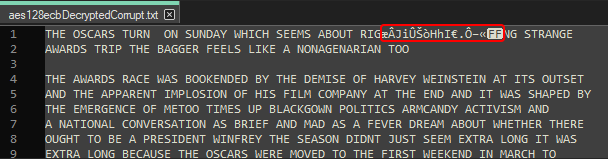 aes128ecbDecryptedCorrupt.txt
1 THE OSCARS TURN  ON SUNDAY WHICH SEEMS ABOUT RIGæÂJiÛŠòHhI€.Ô–«FFNG STRANGE
2 AWARDS TRIP THE BAGGER FEELS LIKE A NONAGENARIAN TOO
3
4 THE AWARDS RACE WAS BOOKENDED BY THE DEMISE OF HARVEY WEINSTEIN AT ITS OUTSET
5 AND THE APPARENT IMPLOSION OF HIS FILM COMPANY AT THE END AND IT WAS SHAPED BY
6 THE EMERGENCE OF METOO TIMES UP BLACKGOWN POLITICS ARMCANDY ACTIVISM AND
7 A NATIONAL CONVERSATION AS BRIEF AND MAD AS A FEVER DREAM ABOUT WHETHER THERE
8 OUGHT TO BE A PRESIDENT WINFREY THE SEASON DIDNT JUST SEEM EXTRA LONG IT WAS
9 EXTRA LONG BECAUSE THE OSCARS WERE MOVED TO THE FIRST WEEKEND IN MARCH TO